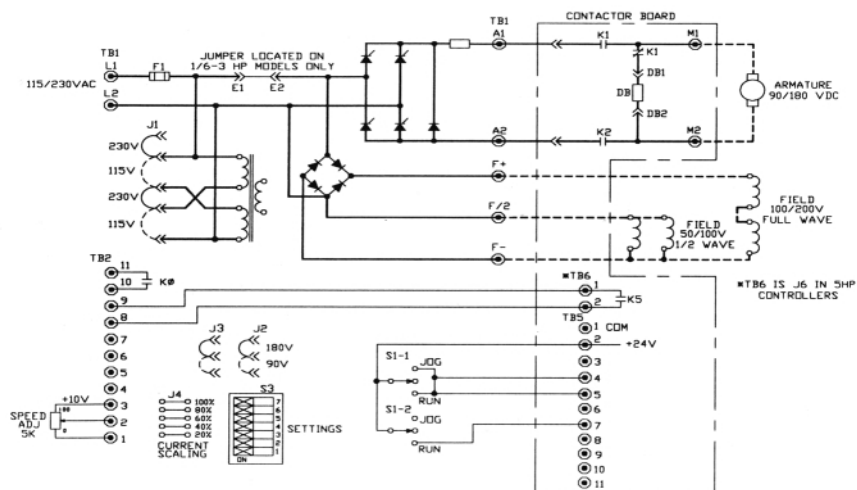 CONTACTOR BOARD
TB1
L1
F1
JUMPER LOCATED ON
1/6-3 HP MODELS ONLY
E1 E2
115/230VAC
L2
TB1
A1
K1
M1
K1
DB1
DB
DB2
ARMATURE
90/180 VDC
A2
K2
M2
J1
230V
115V
230V
115V
F+
F/2
F-
FIELD
50/100V
1/2 WAVE
FIELD
100/200V
FULL WAVE
*TB6 IS J6 IN 5HP
CONTROLLERS
TB2
11
10
KØ
9
8
7
6
5
4
3
2
1
+10V
SPEED
ADJ
5K
100
0
J3 J2
180V
90V
J4
100%
80%
60%
40%
20%
CURRENT
SCALING
S3
7
6
5
4
3
2
1
ON
SETTINGS
*TB6
1
2
K5
TB5
1 COM
2 +24V
3
4
5
6
7
8
9
10
11
S1-1
JOG
RUN
S1-2
JOG
RUN